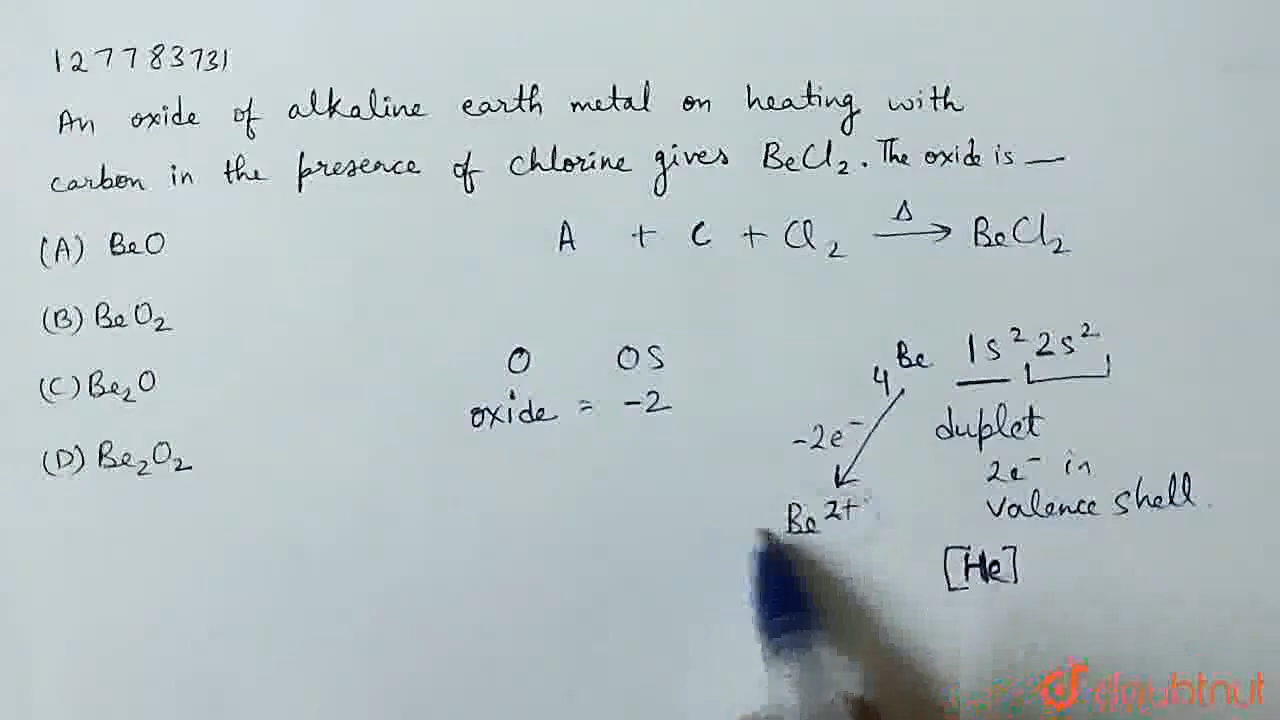 127783731
An oxide of alkaline earth metal on heating with
carbon in the presence of chlorine gives BeCl₂. The oxide is —
(A) BeO
A + C + Cl₂ —Δ→ BeCl₂
(B) BeO₂
(C) Be₂O
(D) Be₂O₂
O OS
oxide = -2
₄Be 1s² 2s²
-2e⁻
duplet
2e⁻ in
valence shell.
Be²⁺
[He]
doubtnut